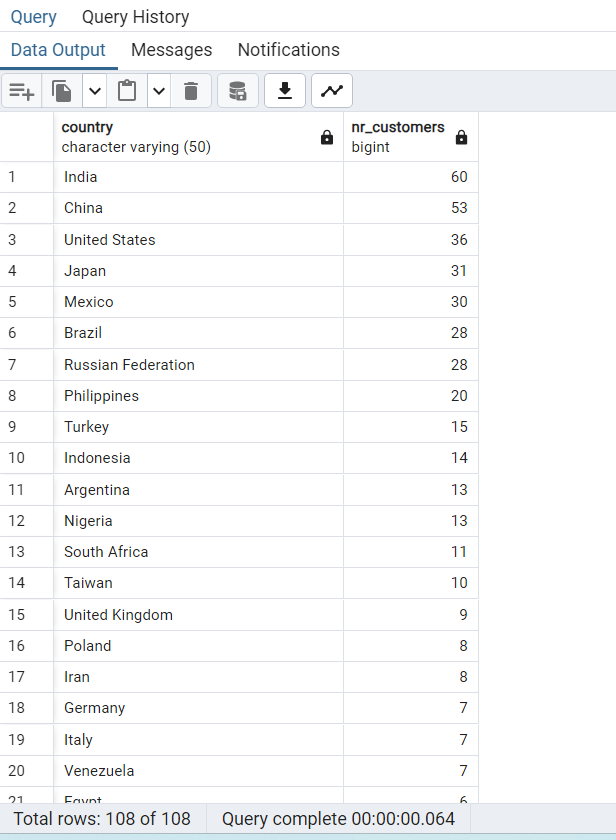 Query Query History
Data Output Messages Notifications
country nr_customers
character varying (50) bigint
1 India 60
2 China 53
3 United States 36
4 Japan 31
5 Mexico 30
6 Brazil 28
7 Russian Federation 28
8 Philippines 20
9 Turkey 15
10 Indonesia 14
11 Argentina 13
12 Nigeria 13
13 South Africa 11
14 Taiwan 10
15 United Kingdom 9
16 Poland 8
17 Iran 8
18 Germany 7
19 Italy 7
20 Venezuela 7
21 Egypt 6
Total rows: 108 of 108 Query complete 00:00:00.064